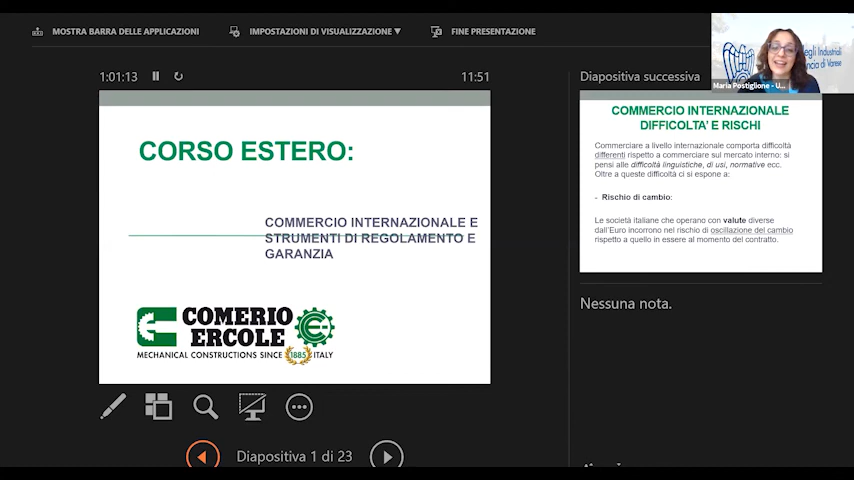 MOSTRA BARRA DELLE APPLICAZIONI
IMPOSTAZIONI DI VISUALIZZAZIONE ▼
FINE PRESENTAZIONE
1:01:13
11:51
CORSO ESTERO:
COMMERCIO INTERNAZIONALE E
STRUMENTI DI REGOLAMENTO E
GARANZIA
COMERIO
ERCOLE
MECHANICAL CONSTRUCTIONS SINCE 1885 ITALY
Diapositiva 1 di 23
Diapositiva successiva
COMMERCIO INTERNAZIONALE
DIFFICOLTA' E RISCHI
Commerciare a livello internazionale comporta difficoltà
differenti rispetto a commerciare sul mercato interno: si
pensi alle difficoltà linguistiche, di usi, normative ecc.
Oltre a queste difficoltà ci si espone a:
- Rischio di cambio:
Le società italiane che operano con valute diverse
dall'Euro incorrono nel rischio di oscillazione del cambio
rispetto a quello in essere al momento del contratto.
Nessuna nota.
egli Industriali
ncia di Varese
Maria Postiglione - U...